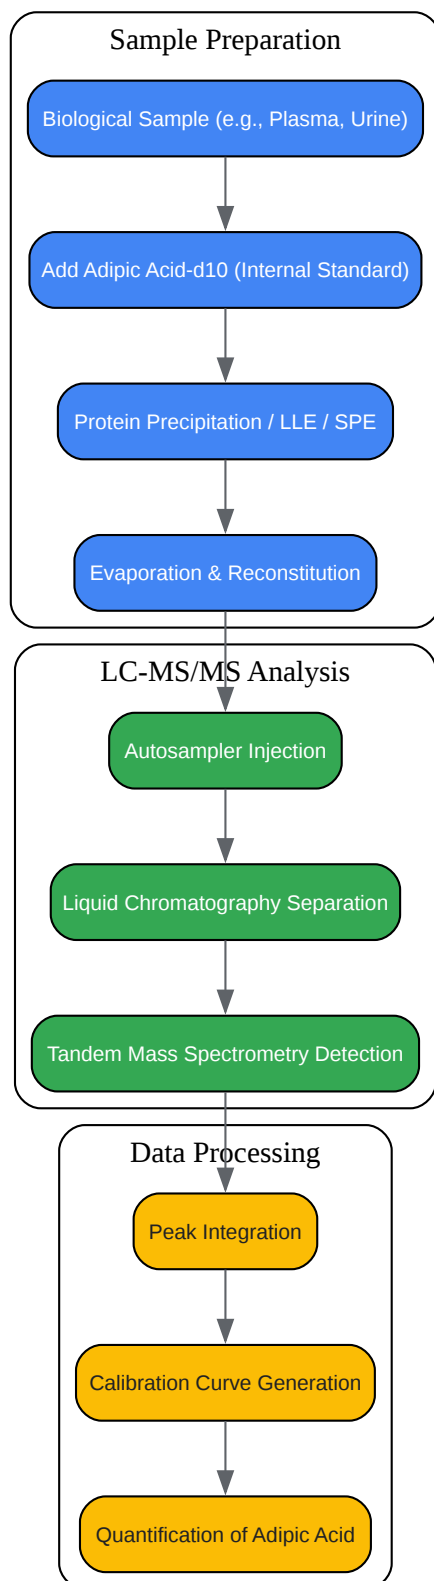 Sample Preparation
Biological Sample (e.g., Plasma, Urine)
Add Adipic Acid-d10 (Internal Standard)
Protein Precipitation / LLE / SPE
Evaporation & Reconstitution
LC-MS/MS Analysis
Autosampler Injection
Liquid Chromatography Separation
Tandem Mass Spectrometry Detection
Data Processing
Peak Integration
Calibration Curve Generation
Quantification of Adipic Acid